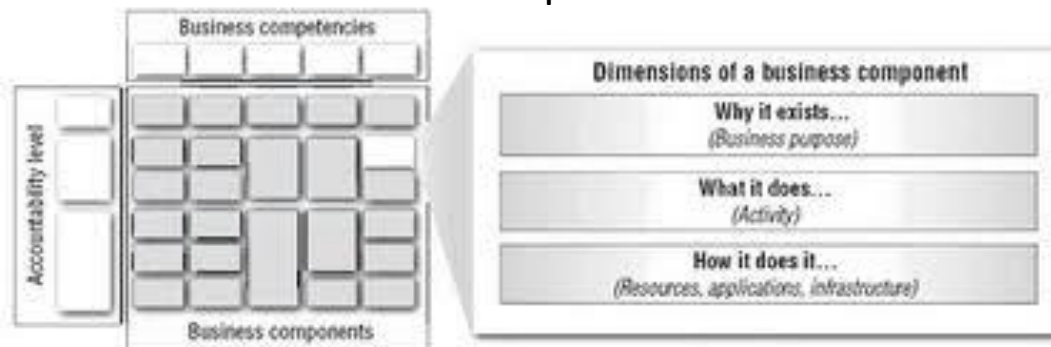 Business competencies
Accountability level
Business components
Dimensions of a business component
Why it exists...
(Business purpose)
What it does...
(Activity)
How it does it...
(Resources, applications, infrastructure)